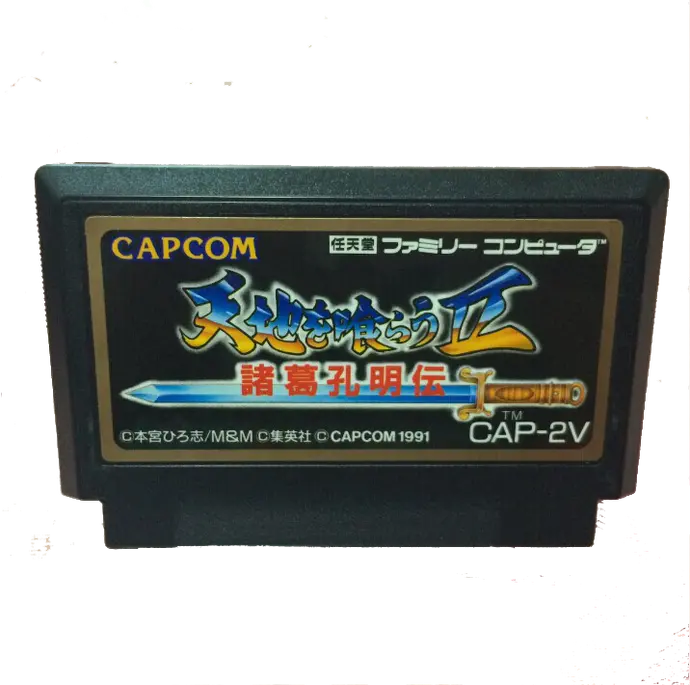 CAPCOM
任天堂 ファミリー コンピュータ™
天地を喰らうII
諸葛孔明伝
TM
©本宮ひろ志/M&M ©集英社 ©CAPCOM 1991
CAP-2V